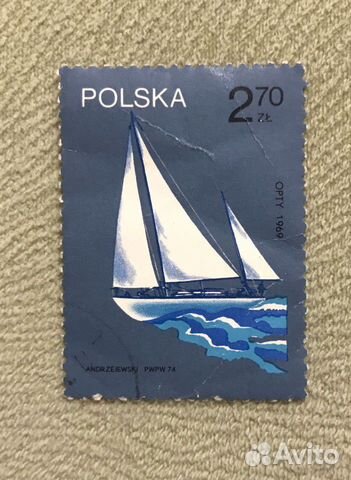 POLSKA
2 70
ZŁ
OPTY 1969
ANDRZEJEWSKI PWPW 74
Avito